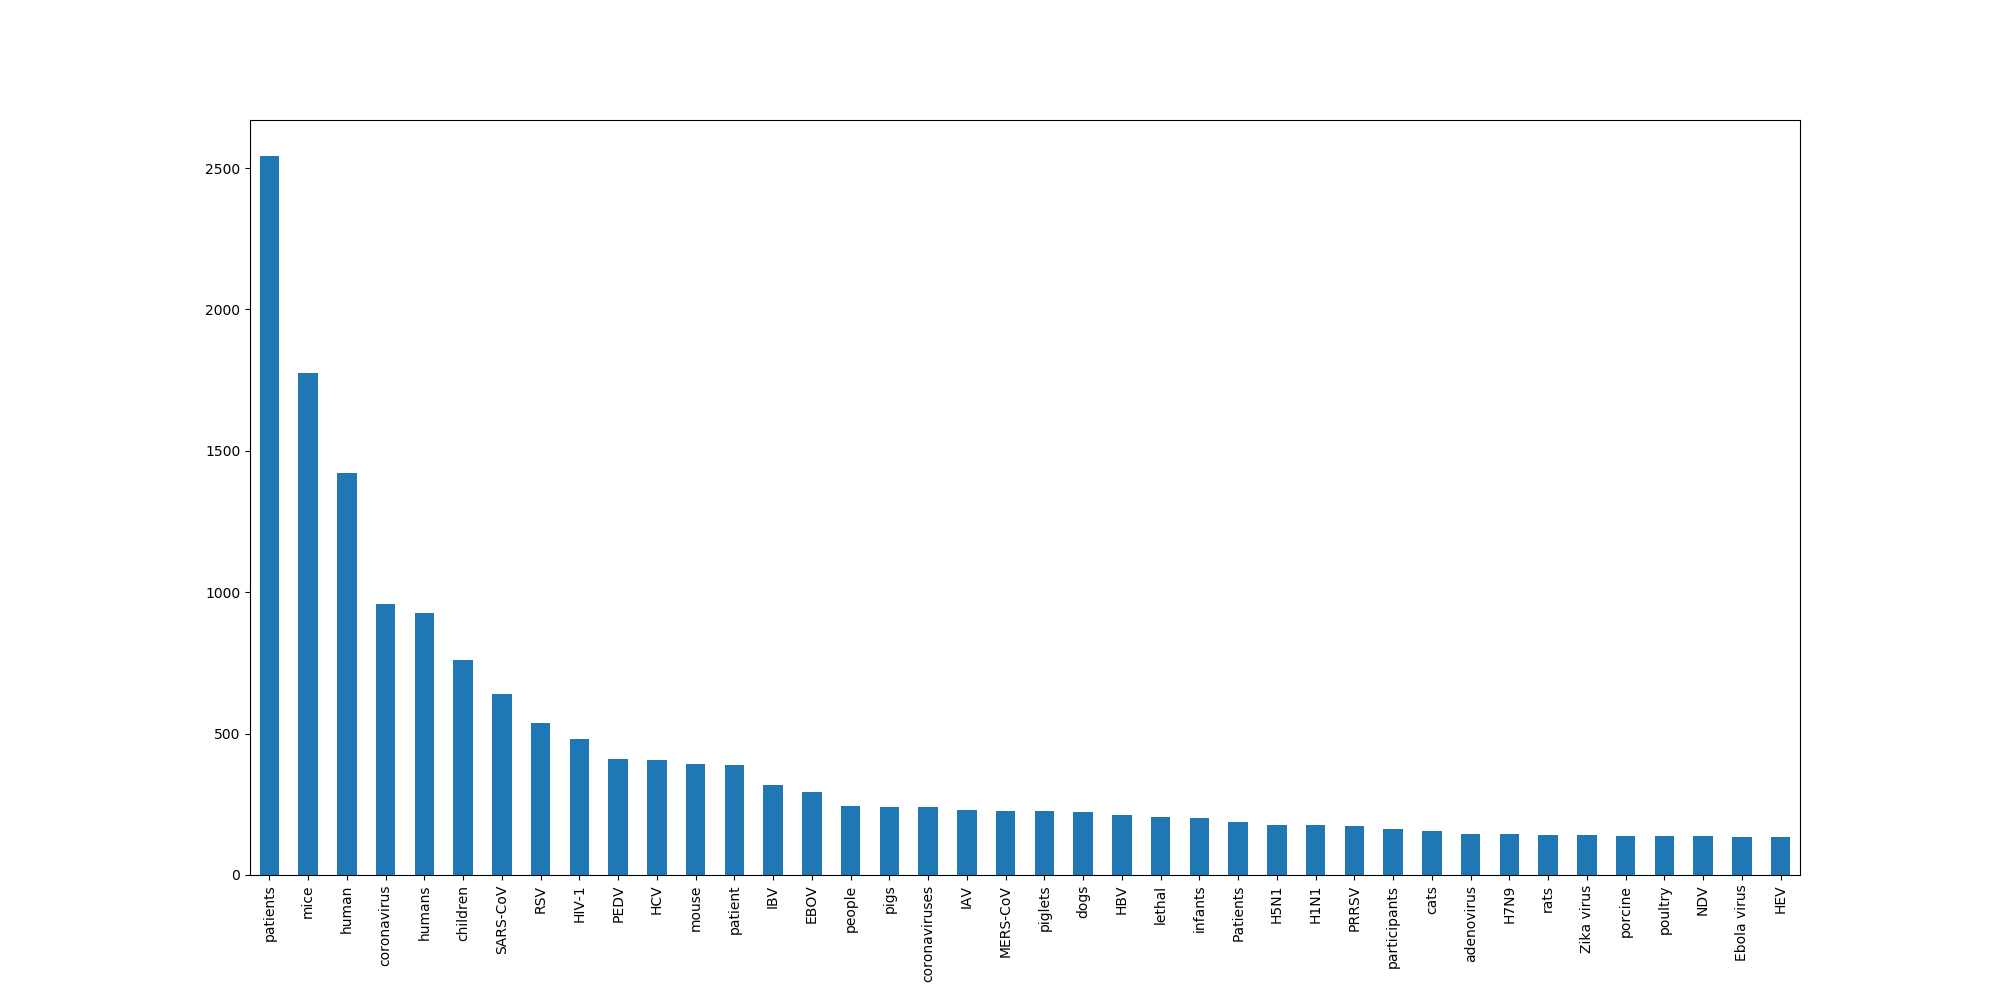 2500
2000
1500
1000
500
0
patients
mice
human
coronavirus
humans
children
SARS-CoV
RSV
HIV-1
PEDV
HCV
mouse
patient
IBV
EBOV
people
pigs
coronaviruses
IAV
MERS-CoV
piglets
dogs
HBV
lethal
infants
Patients
H5N1
H1N1
PRRSV
participants
cats
adenovirus
H7N9
rats
Zika virus
porcine
poultry
NDV
Ebola virus
HEV